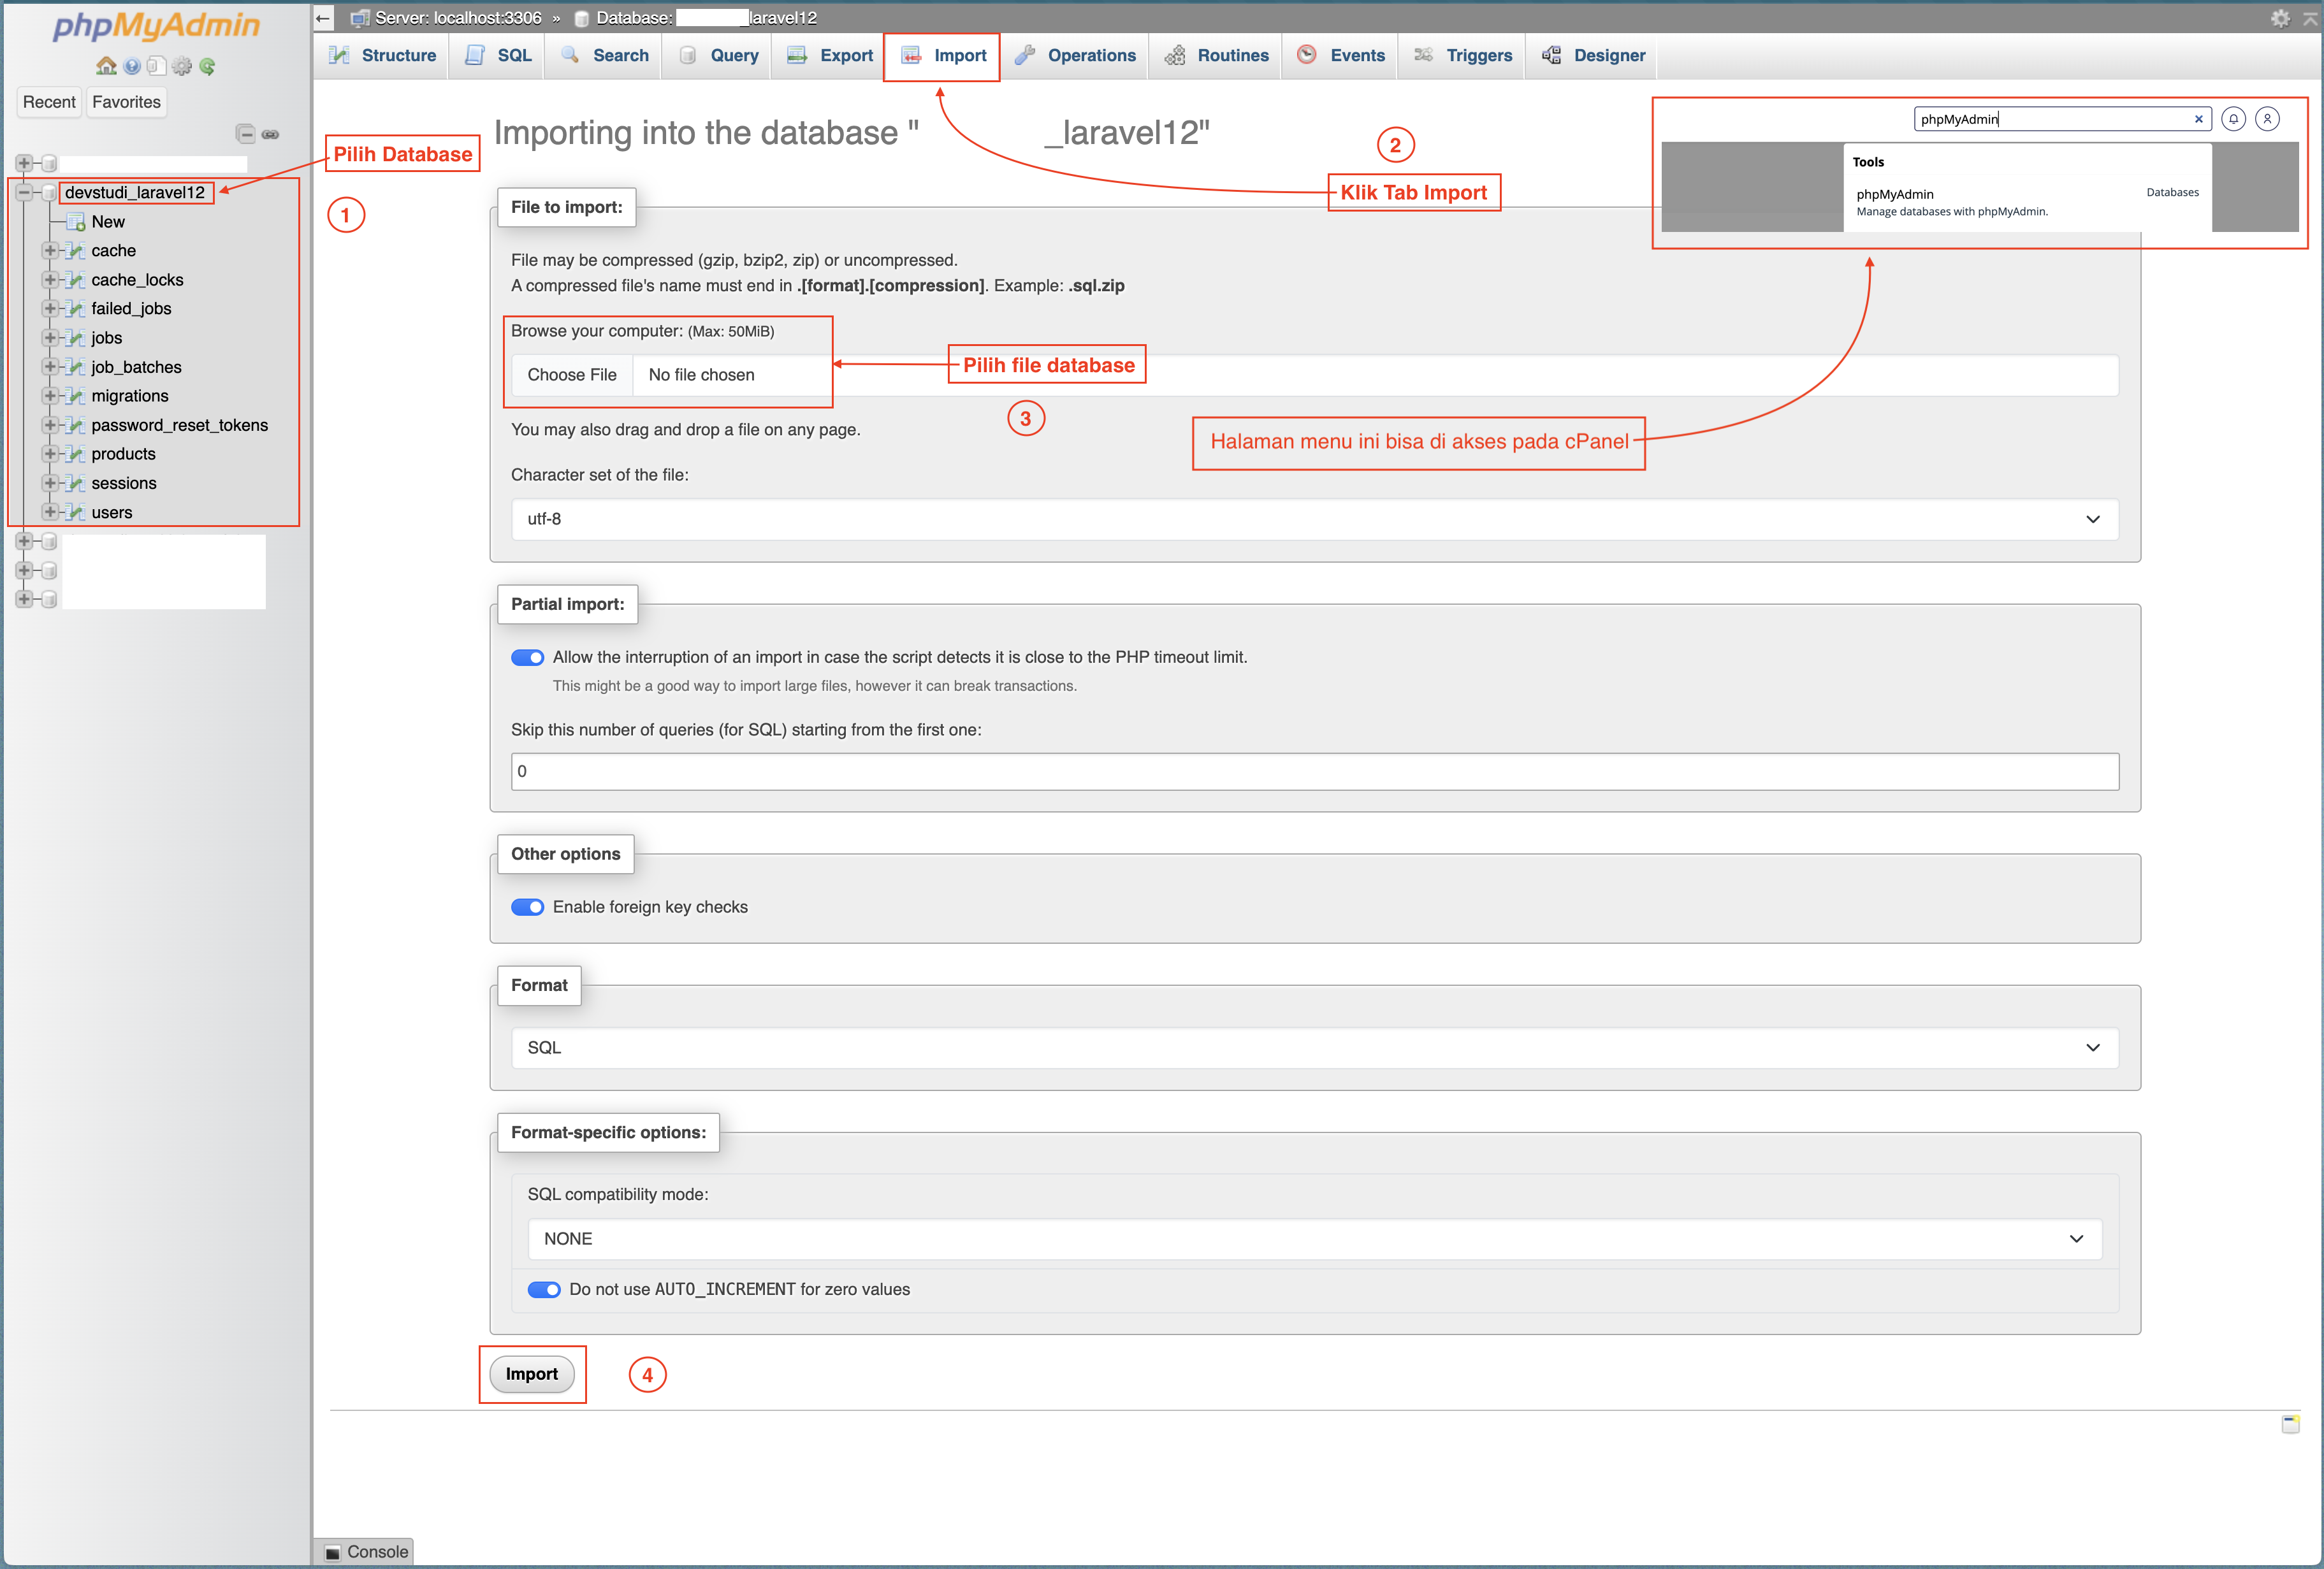 phpMyAdmin
Recent Favorites
devstudi_laravel12
New
cache
cache_locks
failed_jobs
jobs
job_batches
migrations
password_reset_tokens
products
sessions
users
Server: localhost:3306 » Database: _laravel12
Structure SQL Search Query Export Import Operations Routines Events Triggers Designer
Pilih Database
1
Importing into the database " _laravel12"
2
Klik Tab Import
phpMyAdmin
Tools
phpMyAdmin Databases
Manage databases with phpMyAdmin.
File to import:
File may be compressed (gzip, bzip2, zip) or uncompressed.
A compressed file's name must end in .[format].[compression]. Example: .sql.zip
Browse your computer: (Max: 50MiB)
Choose File No file chosen
Pilih file database
3
Halaman menu ini bisa di akses pada cPanel
You may also drag and drop a file on any page.
Character set of the file:
utf-8
Partial import:
Allow the interruption of an import in case the script detects it is close to the PHP timeout limit.
This might be a good way to import large files, however it can break transactions.
Skip this number of queries (for SQL) starting from the first one:
0
Other options
Enable foreign key checks
Format
SQL
Format-specific options:
SQL compatibility mode:
NONE
Do not use AUTO_INCREMENT for zero values
Import
4
Console